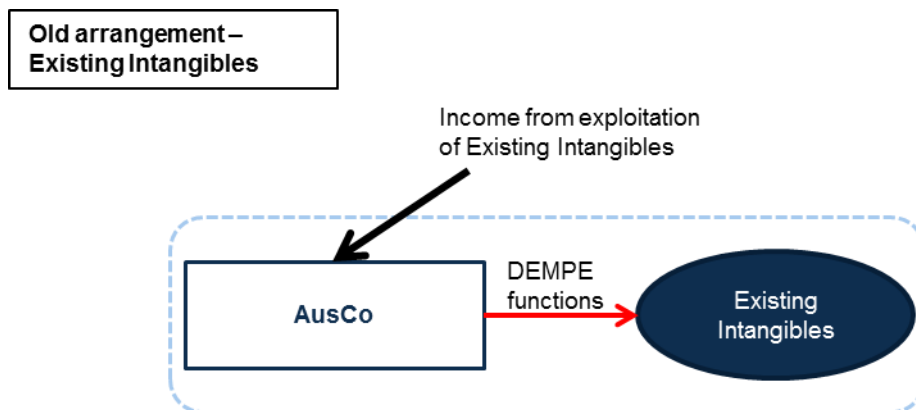 Old arrangement –
Existing Intangibles
Income from exploitation
of Existing Intangibles
AusCo
DEMPE
functions
Existing
Intangibles